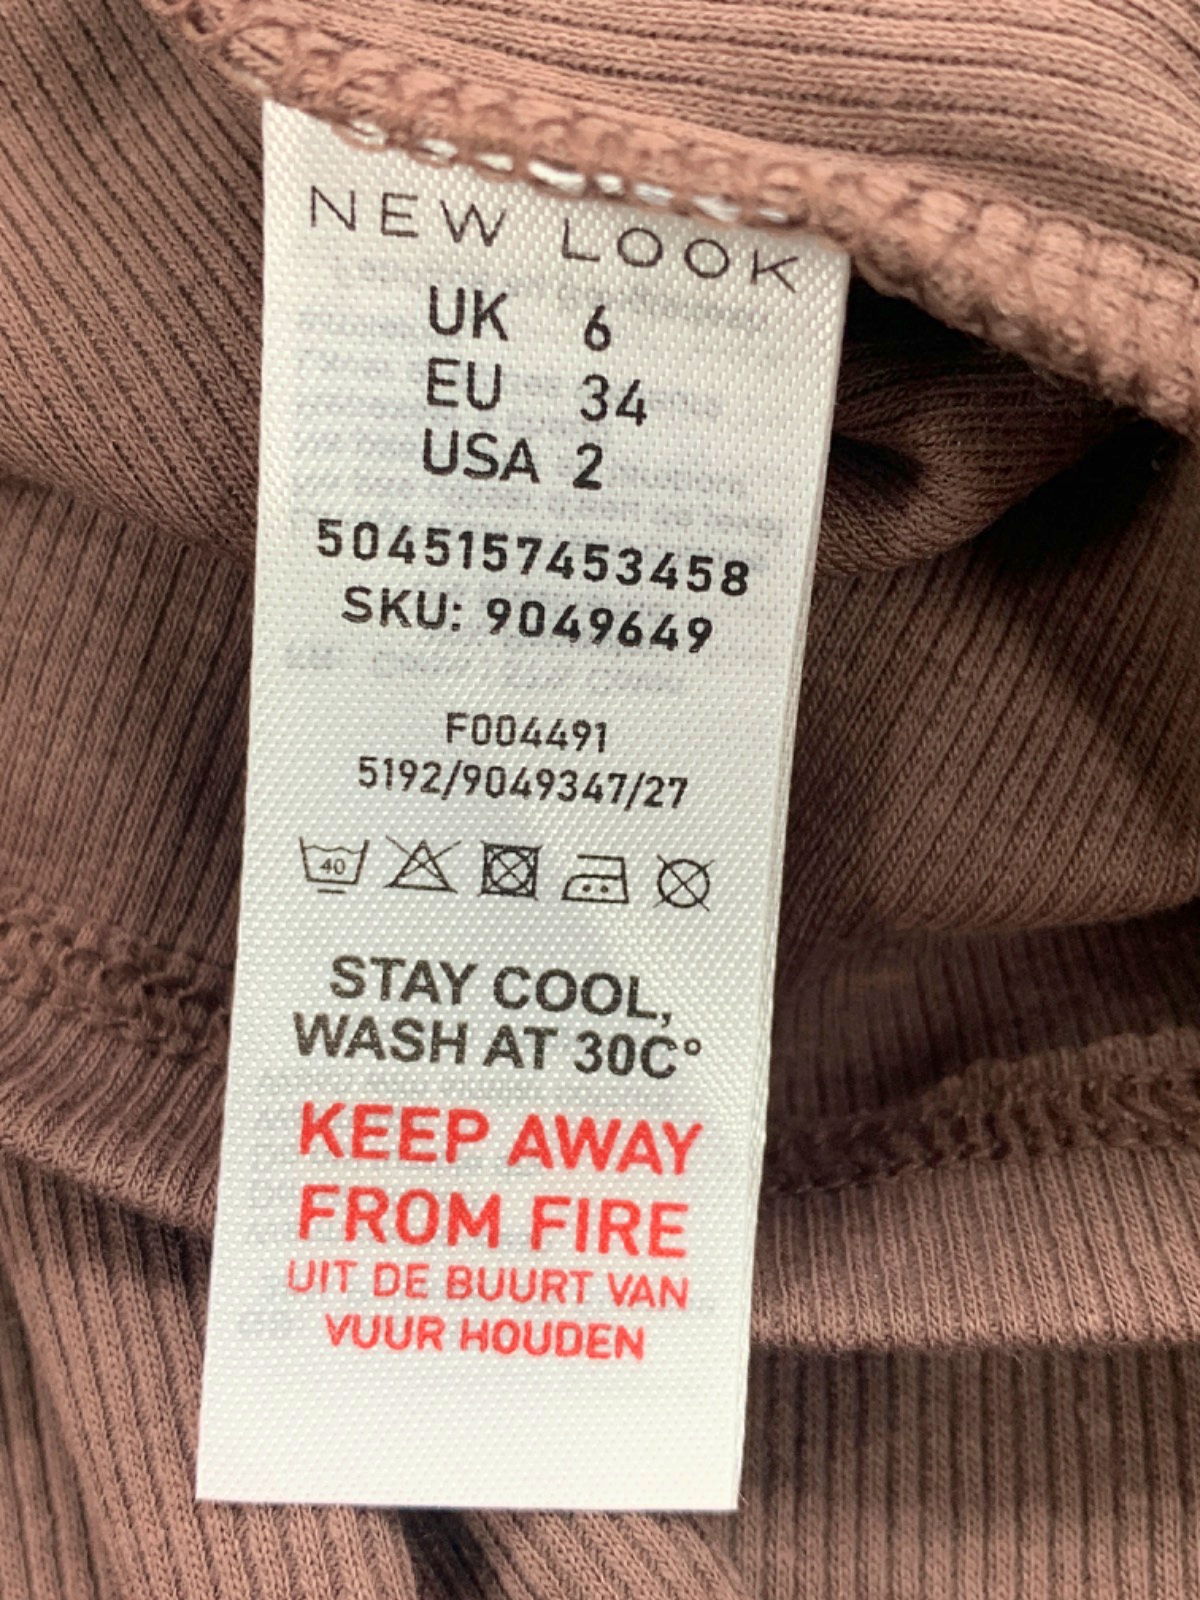 NEW LOOK
UK 6
EU 34
USA 2
5045157453458
SKU: 9049649
F004491
5192/9049347/27
40
STAY COOL,
WASH AT 30C°
KEEP AWAY
FROM FIRE
UIT DE BUURT VAN
VUUR HOUDEN